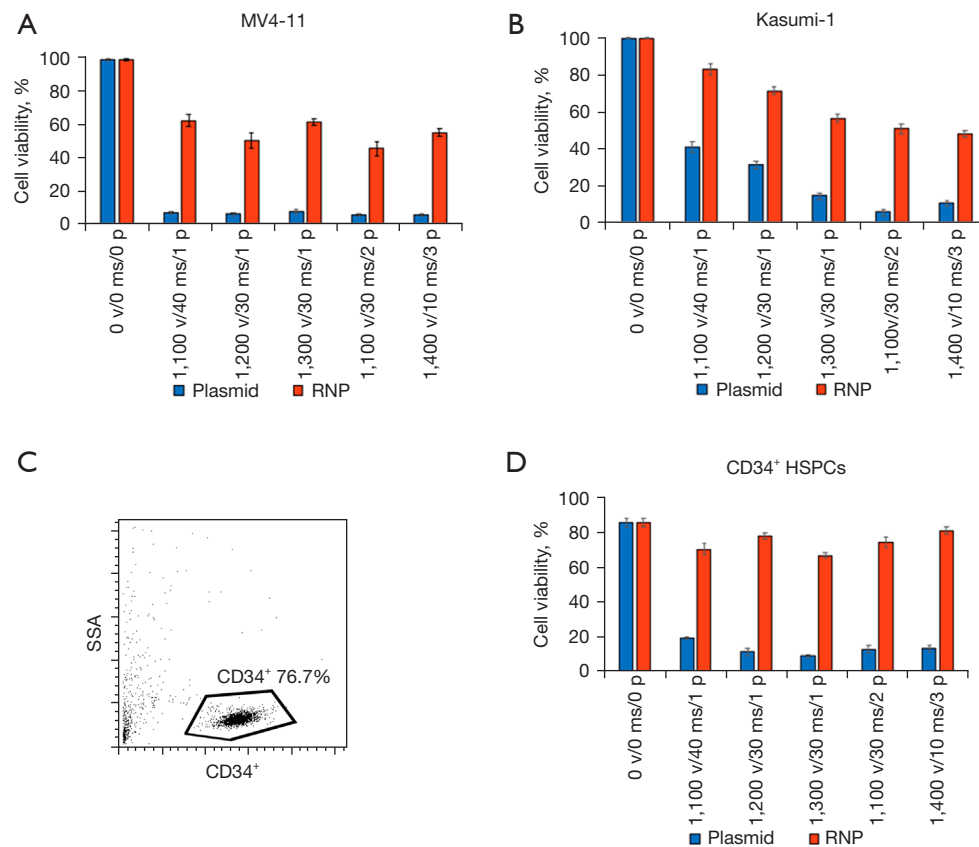 A
MV4-11
Cell viability, %
100
80
60
40
20
0
0 v/0 ms/0 p
1,100 v/40 ms/1 p
1,200 v/30 ms/1 p
1,300 v/30 ms/1 p
1,100 v/30 ms/2 p
1,400 v/10 ms/3 p
Plasmid RNP
B
Kasumi-1
Cell viability, %
100
80
60
40
20
0
0 v/0 ms/0 p
1,100 v/40 ms/1 p
1,200 v/30 ms/1 p
1,300 v/30 ms/1 p
1,100v/30 ms/2 p
1,400 v/10 ms/3 p
Plasmid RNP
C
SSA
CD34⁺ 76.7%
CD34⁺
D
CD34⁺ HSPCs
Cell viability, %
100
80
60
40
20
0
0 v/0 ms/0 p
1,100 v/40 ms/1 p
1,200 v/30 ms/1 p
1,300 v/30 ms/1 p
1,100 v/30 ms/2 p
1,400 v/10 ms/3 p
Plasmid RNP